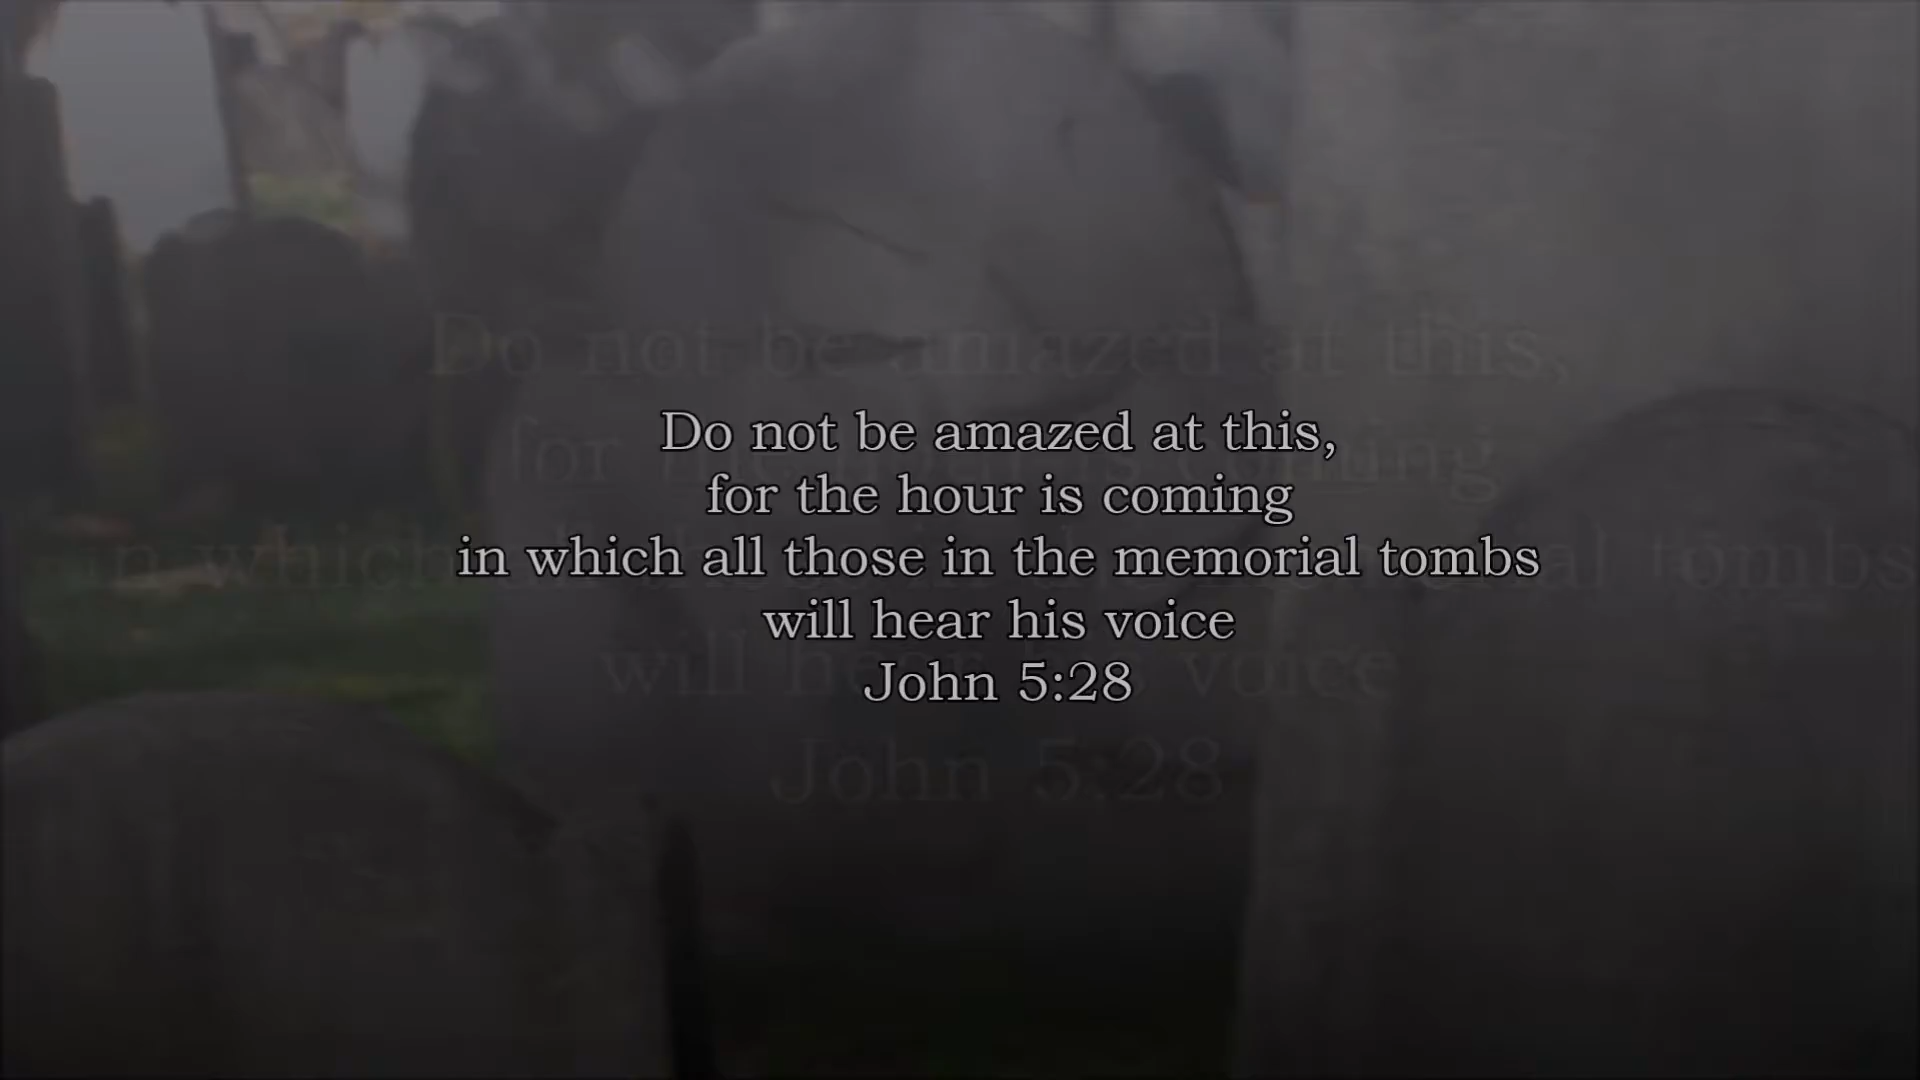 Do not be amazed at this,
for the hour is coming
in which all those in the memorial tombs
will hear his voice
John 5:28